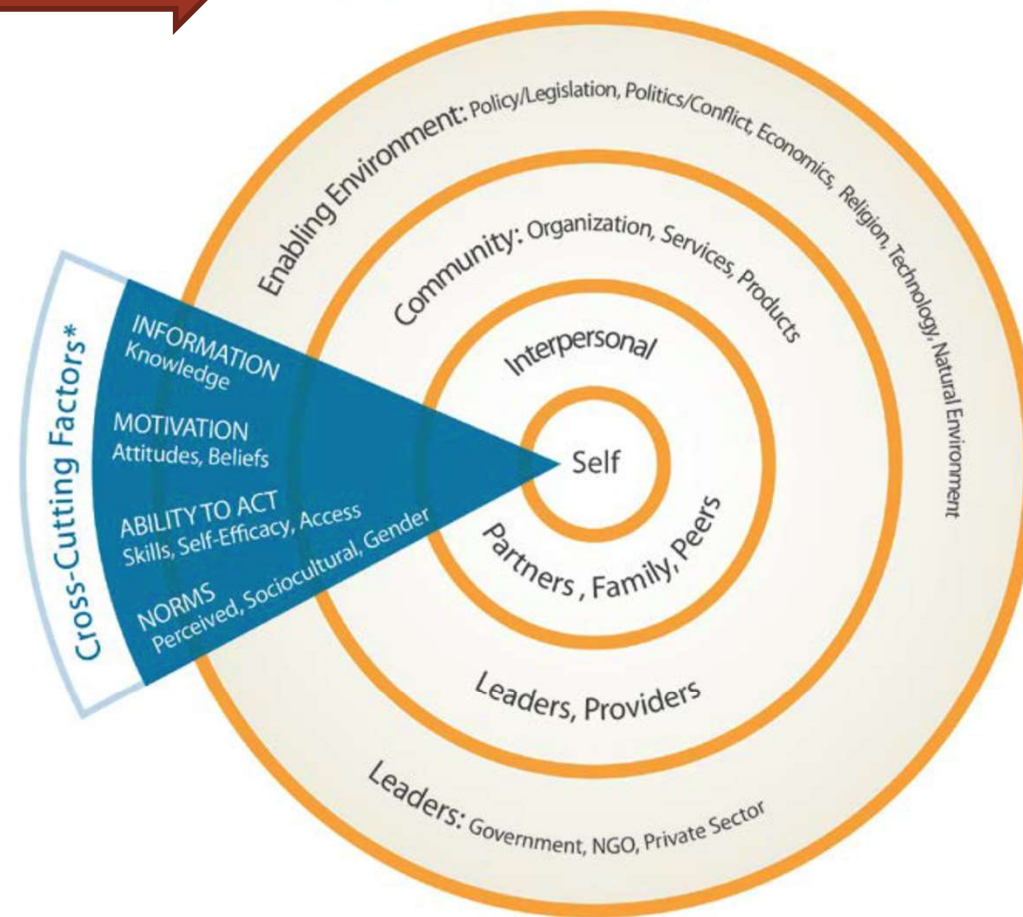 Enabling Environment: Policy/Legislation, Politics/Conflict, Economics, Religion, Technology, Natural Environment
Community: Organization, Services, Products
Interpersonal
Self
Partners , Family, Peers
Leaders, Providers
Leaders: Government, NGO, Private Sector
Cross-Cutting Factors*
INFORMATION
Knowledge
MOTIVATION
Attitudes, Beliefs
ABILITY TO ACT
Skills, Self-Efficacy, Access
NORMS
Perceived, Sociocultural, Gender